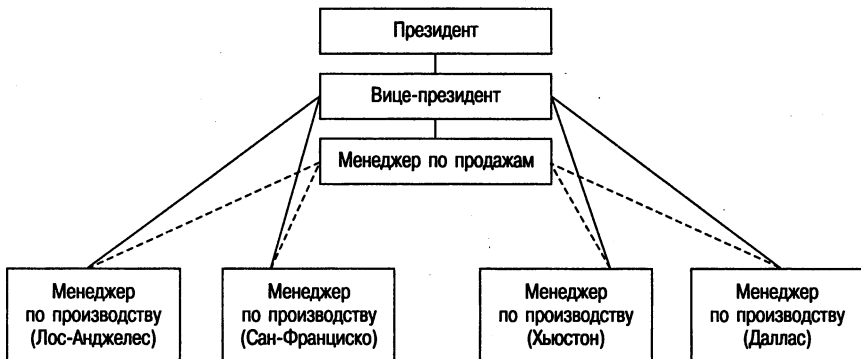 Президент
Вице-президент
Менеджер по продажам
Менеджер
по производству
(Лос-Анджелес)
Менеджер
по производству
(Сан-Франциско)
Менеджер
по производству
(Хьюстон)
Менеджер
по производству
(Даллас)